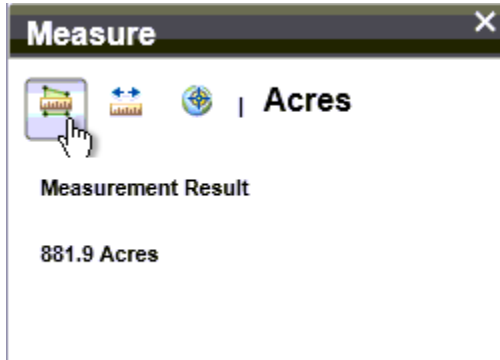 Measure
| Acres
Measurement Result
881.9 Acres